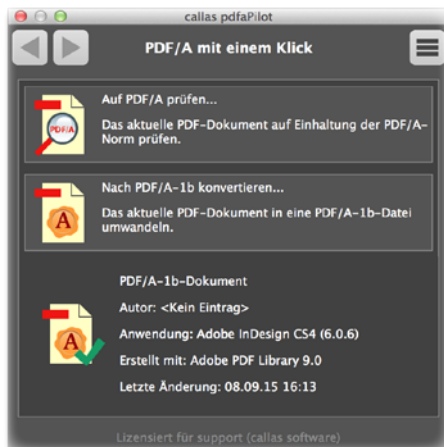 callas pdfaPilot
PDF/A mit einem Klick
Auf PDF/A prüfen...
Das aktuelle PDF-Dokument auf Einhaltung der PDF/A-
Norm prüfen.
PDF/A
Nach PDF/A-1b konvertieren...
Das aktuelle PDF-Dokument in eine PDF/A-1b-Datei
umwandeln.
A
PDF/A-1b-Dokument
Autor: <Kein Eintrag>
Anwendung: Adobe InDesign CS4 (6.0.6)
A
Erstellt mit: Adobe PDF Library 9.0
Letzte Änderung: 08.09.15 16:13
Lizensiert für support (callas software)